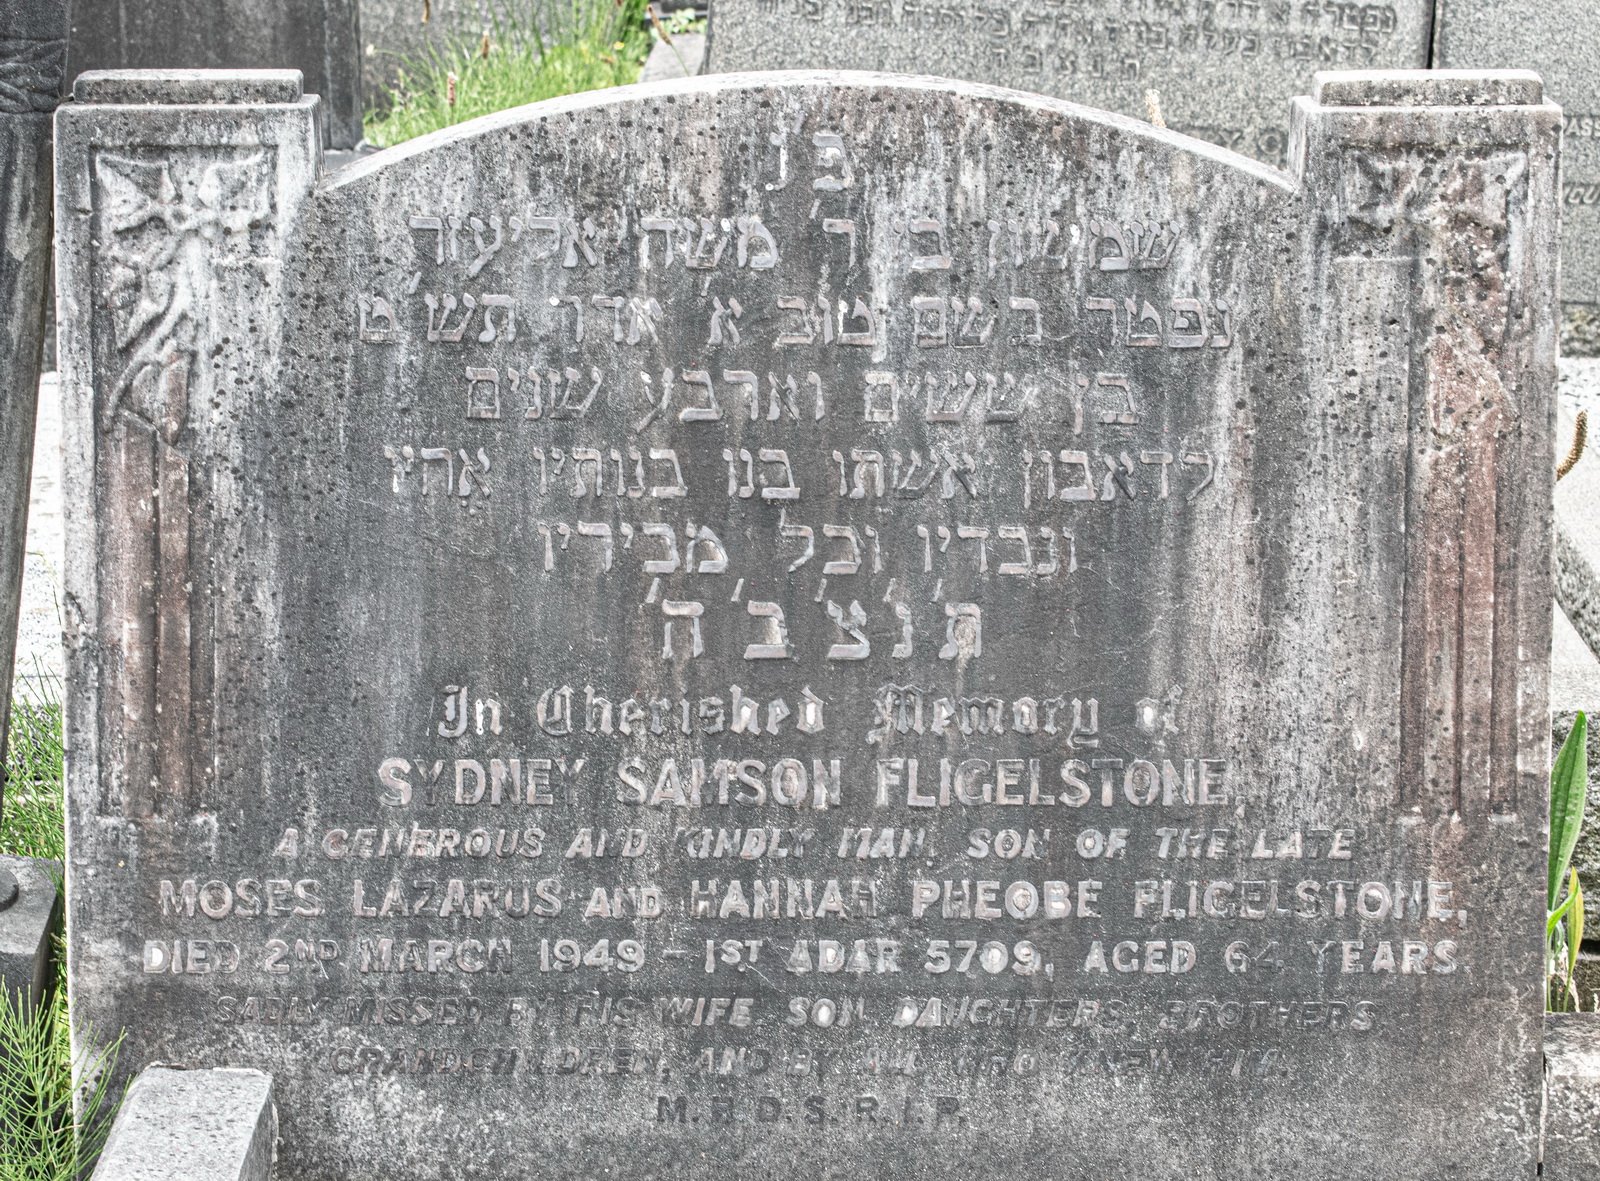 פ׳ נ׳
שמשון בן ר׳ משה אליעזר
נפטר בשם טוב א אדר תש ט
בן ששים וארבע שנים
לדאבון אשתו בנו בנותיו אחיו
ונכדיו וכל מכיריו
ת׳ נ׳ צ׳ ב׳ ה׳
In Cherished Memory of
SYDNEY SAMSON FLIGELSTONE,
A GENEROUS AND KINDLY MAN, SON OF THE LATE
MOSES LAZARUS AND HANNAH PHEOBE FLIGELSTONE,
DIED 2ND MARCH 1949 – 1ST ADAR 5709, AGED 64 YEARS.
SADLY MISSED BY HIS WIFE SON DAUGHTERS, BROTHERS
GRANDCHILDREN, AND BY ALL WHO KNEW HIM.
M.H.D.S.R.I.P.